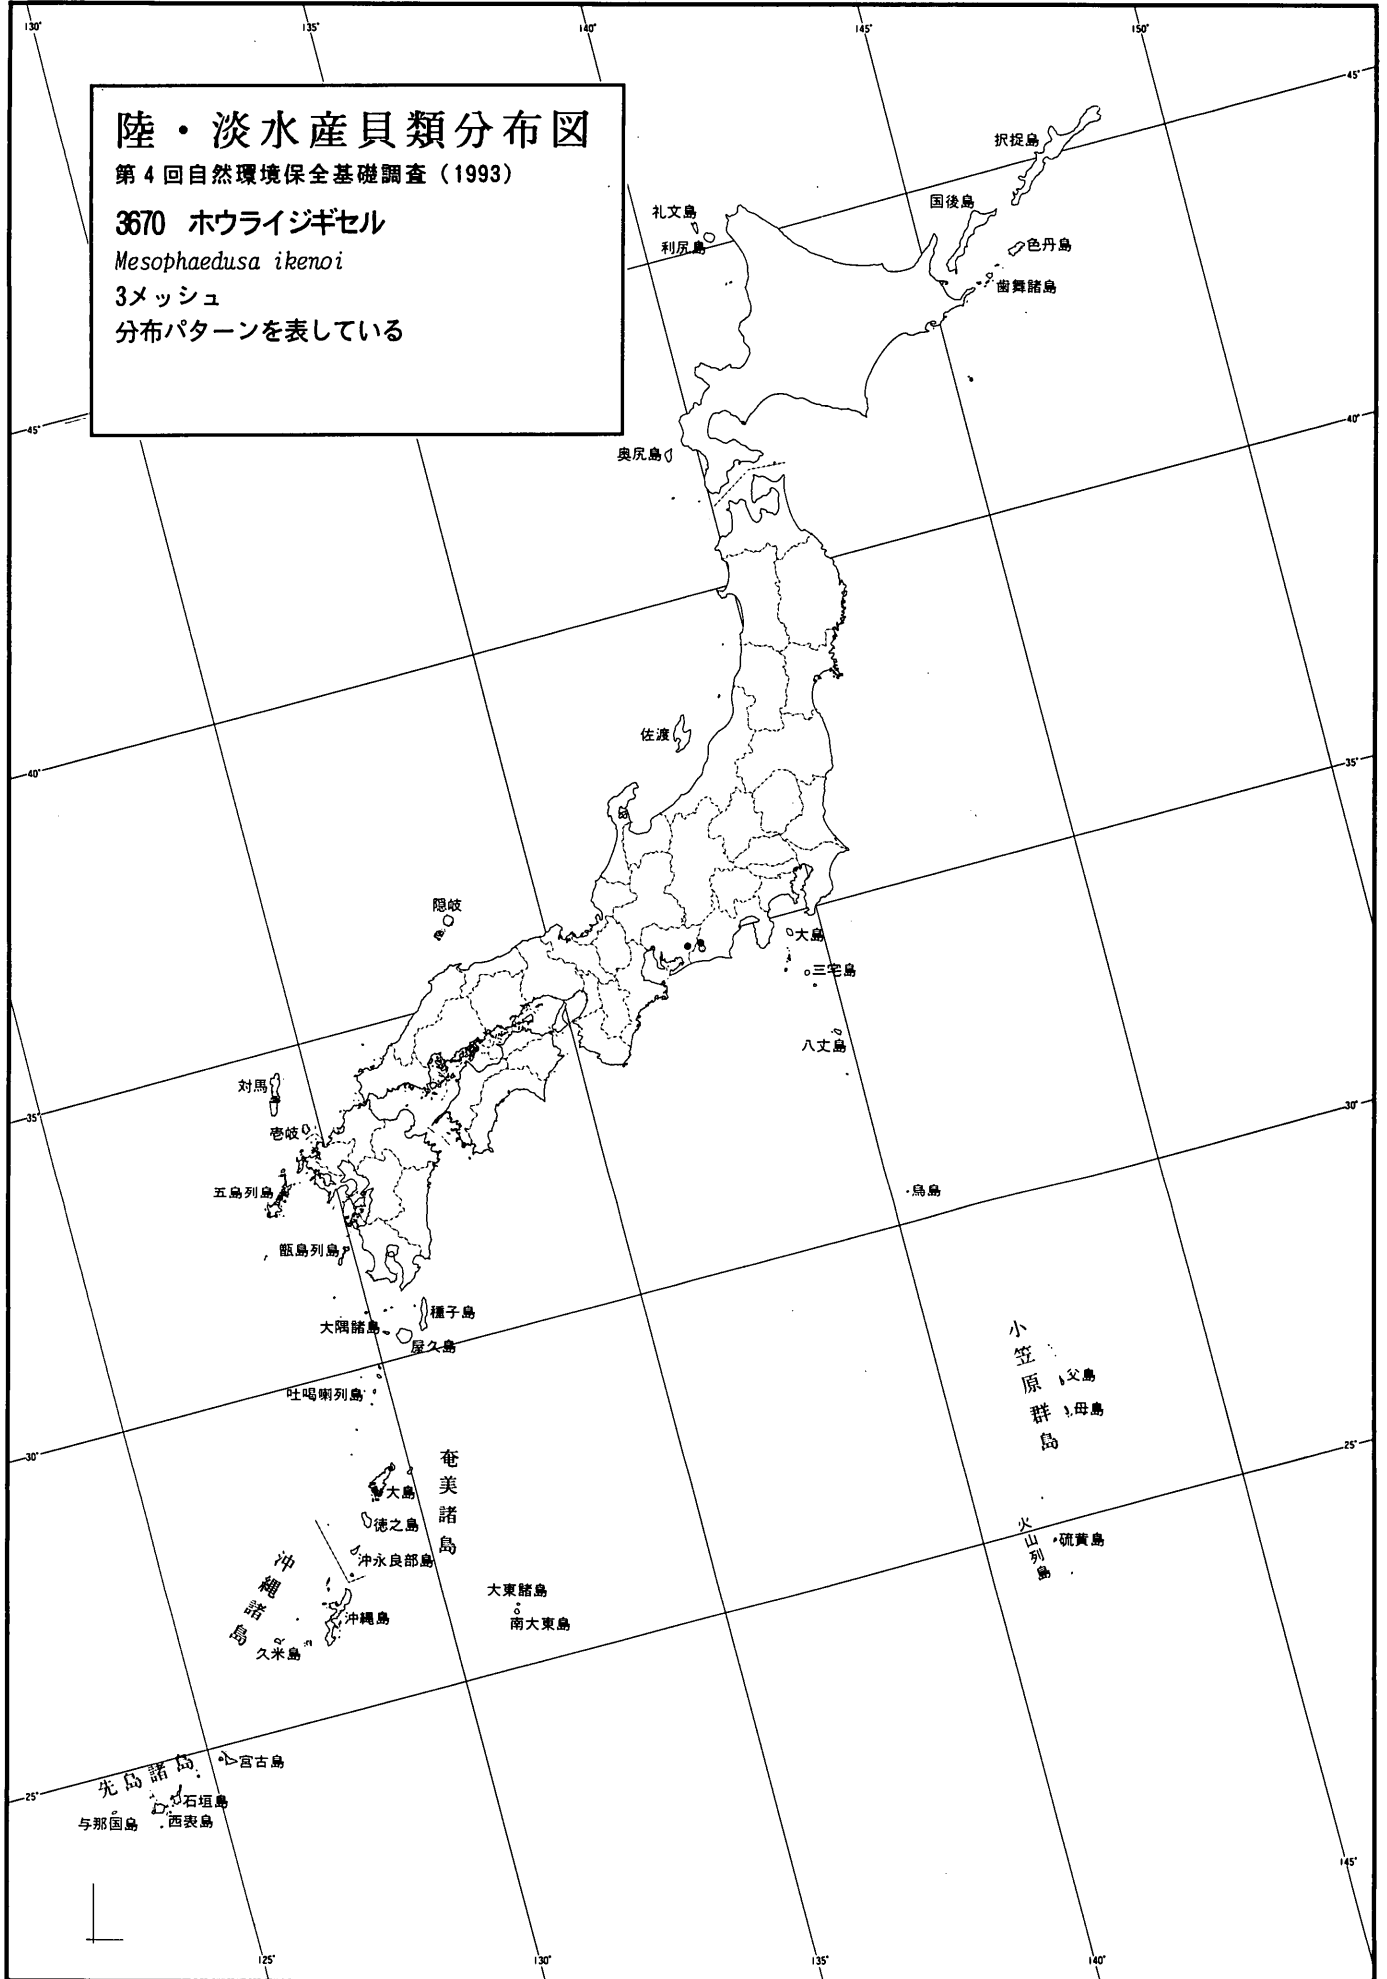 130°
135°
140°
145°
150°
45°
陸・淡水産貝類分布図
第4回自然環境保全基礎調査（1993）
3670 ホウライジギセル
Mesophaedusa ikenoi
3メッシュ
分布パターンを表している
択捉島
国後島
礼文島
利尻島
色丹島
歯舞諸島
45°
40°
奥尻島
佐渡
40°
35°
隠岐
大島
三宅島
八丈島
対馬
35°
壱岐
30°
五島列島
鳥島
甑島列島
種子島
大隅諸島
屋久島
吐噶喇列島
小笠原群島
父島
母島
30°
25°
奄美諸島
大島
徳之島
火山列島
硫黄島
沖永良部島
沖縄諸島
大東諸島
沖縄島
南大東島
久米島
宮古島
先島諸島
25°
石垣島
与那国島
西表島
145°
125°
130°
135°
140°